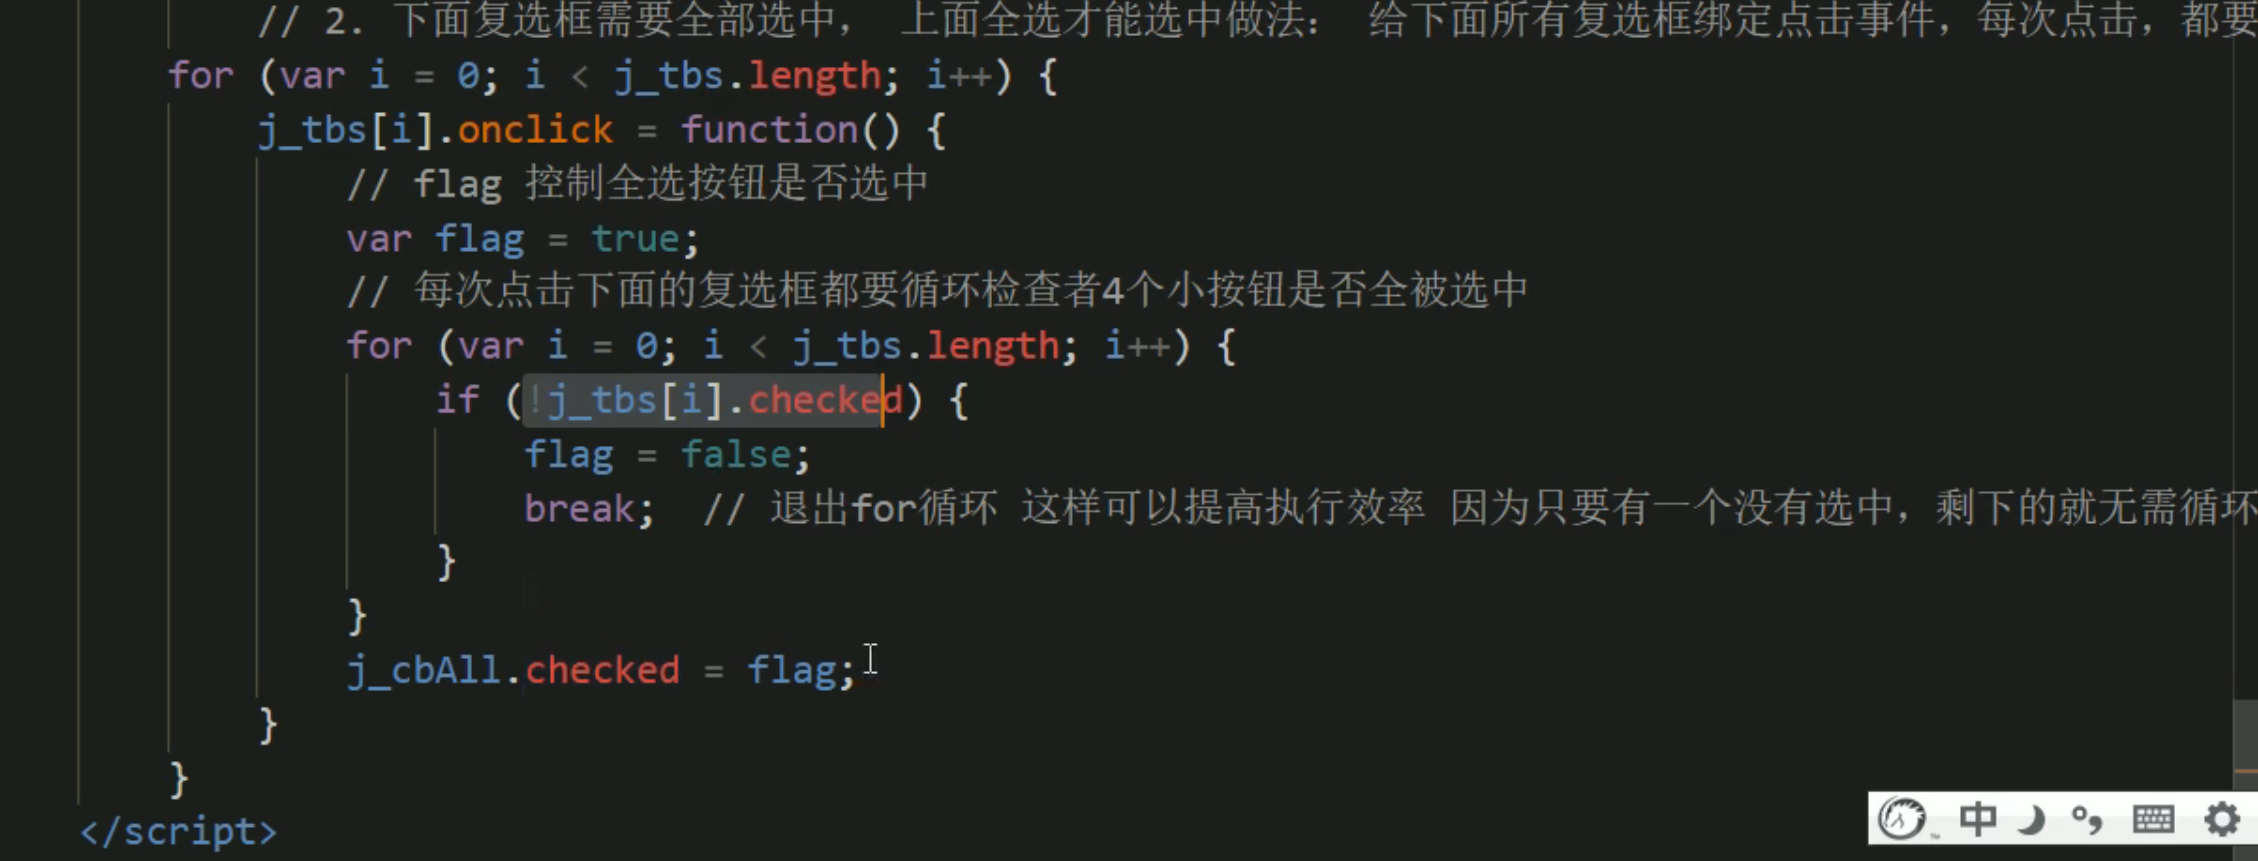 // 2. 下面复选框需要全部选中， 上面全选才能选中做法： 给下面所有复选框绑定点击事件，每次点击，都要
for (var i = 0; i < j_tbs.length; i++) {
j_tbs[i].onclick = function() {
// flag 控制全选按钮是否选中
var flag = true;
// 每次点击下面的复选框都要循环检查者4个小按钮是否全被选中
for (var i = 0; i < j_tbs.length; i++) {
if (!j_tbs[i].checked) {
flag = false;
break; // 退出for循环 这样可以提高执行效率 因为只要有一个没有选中，剩下的就无需循环
}
}
j_cbAll.checked = flag;
}
}
</script>
中